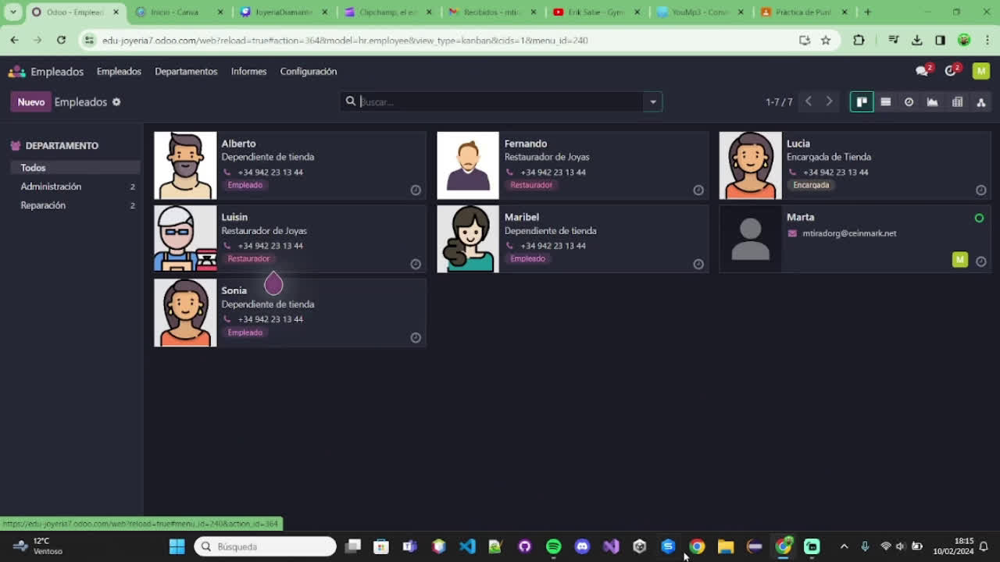 Odoo - Emplead
Inicio - Canva
JoyeriaDiamante
Clipchamp, el e
Recibidos - mtira
Erik Satie - Gym
YouMp3 - Conv
Práctica de Punt
edu-joyeria7.odoo.com/web?reload=true#action=364&model=hr.employee&view_type=kanban&cids=1&menu_id=240
Empleados Empleados Departamentos Informes Configuración 2 2 M
Nuevo Empleados Buscar... 1-7 / 7
DEPARTAMENTO
Todos
Administración 2
Reparación 2
Alberto
Dependiente de tienda
+34 942 23 13 44
Empleado
Fernando
Restaurador de Joyas
+34 942 23 13 44
Restaurador
Lucia
Encargada de Tienda
+34 942 23 13 44
Encargada
Luisin
Restaurador de Joyas
+34 942 23 13 44
Restaurador
Maribel
Dependiente de tienda
+34 942 23 13 44
Empleado
Marta
mtiradorg@ceinmark.net
M
Sonia
Dependiente de tienda
+34 942 23 13 44
Empleado
https://edu-joyeria7.odoo.com/web?reload=true#menu_id=240&action_id=364
12°C
Ventoso
Búsqueda
18:15
10/02/2024